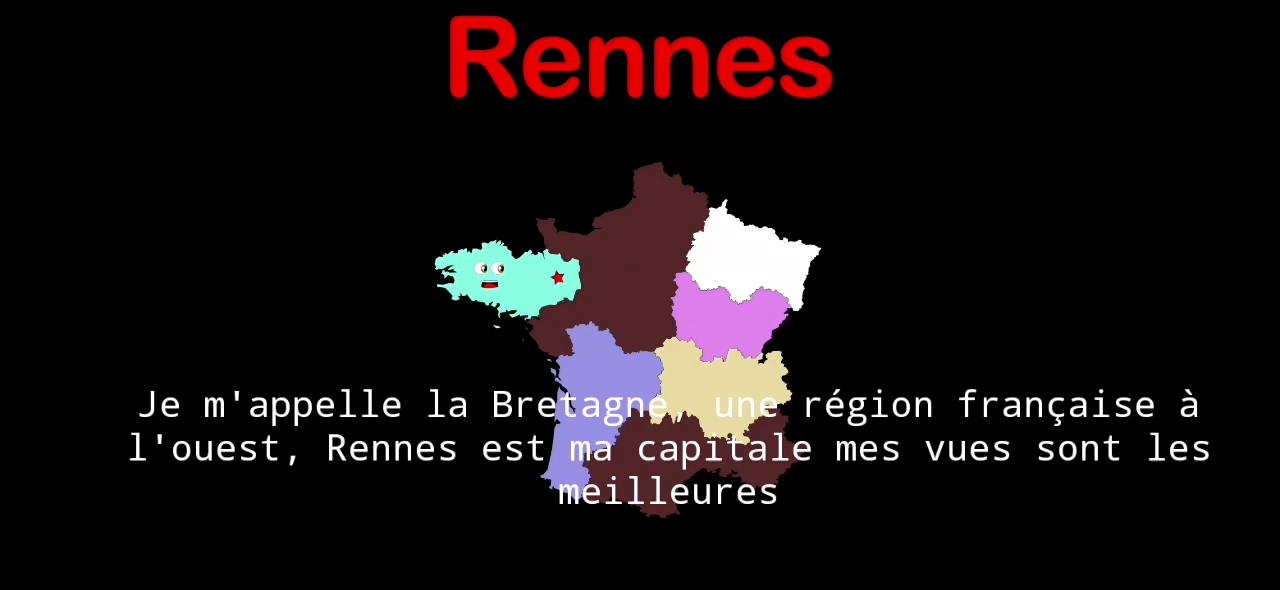 Rennes
Je m'appelle la Bretagne, une région française à
l'ouest, Rennes est ma capitale mes vues sont les
meilleures